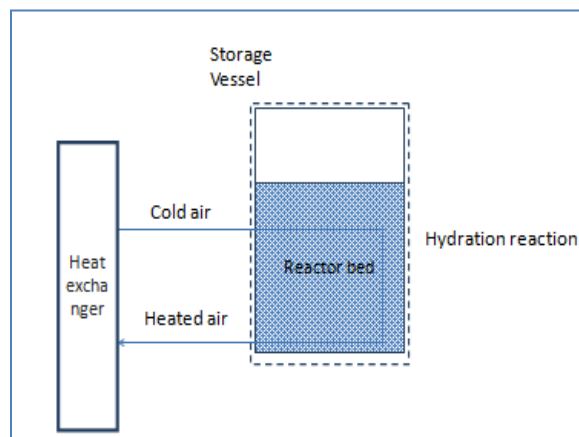 Storage
Vessel
Cold air
Hydration reaction
Heat
excha
nger
Reactor bed
Heated air